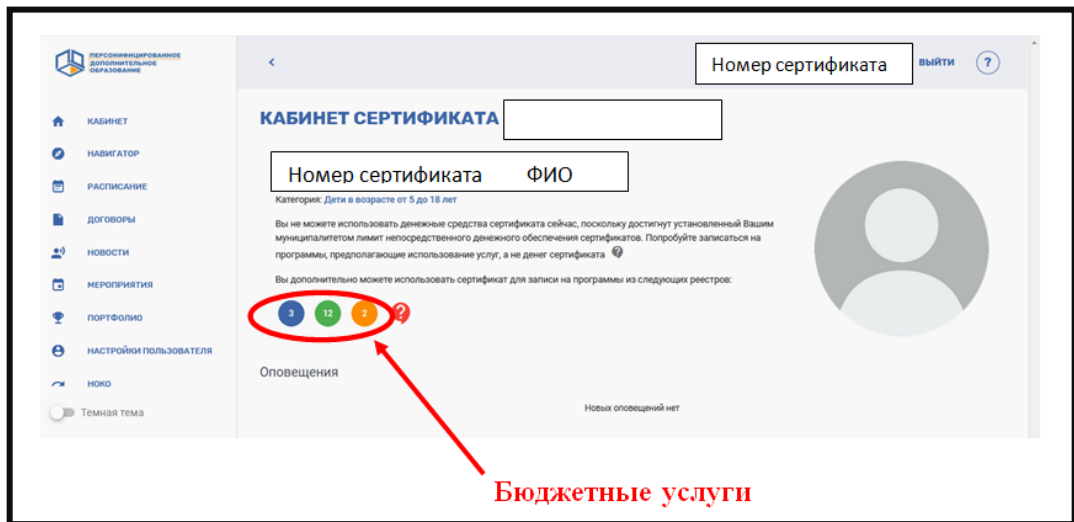 ПЕРСОНИФИЦИРОВАННОЕ
ДОПОЛНИТЕЛЬНОЕ
ОБРАЗОВАНИЕ
Номер сертификата
ВЫЙТИ
?
КАБИНЕТ
НАВИГАТОР
РАСПИСАНИЕ
ДОГОВОРЫ
НОВОСТИ
МЕРОПРИЯТИЯ
ПОРТФОЛИО
НАСТРОЙКИ ПОЛЬЗОВАТЕЛЯ
НОКО
Темная тема
КАБИНЕТ СЕРТИФИКАТА
Номер сертификата ФИО
Категория: Дети в возрасте от 5 до 18 лет
Вы не можете использовать денежные средства сертификата сейчас, поскольку достигнут установленный Вашим
муниципалитетом лимит непосредственного денежного обеспечения сертификатов. Попробуйте записаться на
программы, предполагающие использование услуг, а не денег сертификата ?
Вы дополнительно можете использовать сертификат для записи на программы из следующих реестров:
3 12 2 ?
Оповещения
Новых оповещений нет
Бюджетные услуги